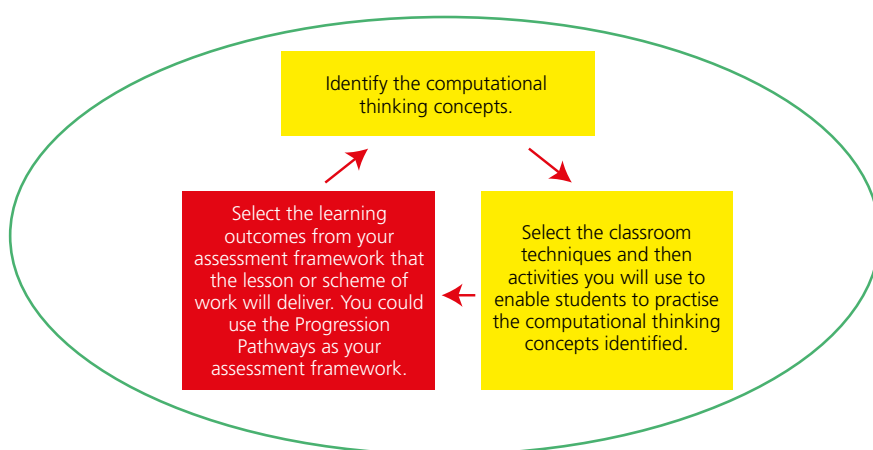 Identify the computational
thinking concepts.
Select the learning
outcomes from your
assessment framework that
the lesson or scheme of
work will deliver. You could
use the Progression
Pathways as your
assessment framework.
Select the classroom
techniques and then
activities you will use to
enable students to practise
the computational thinking
concepts identified.